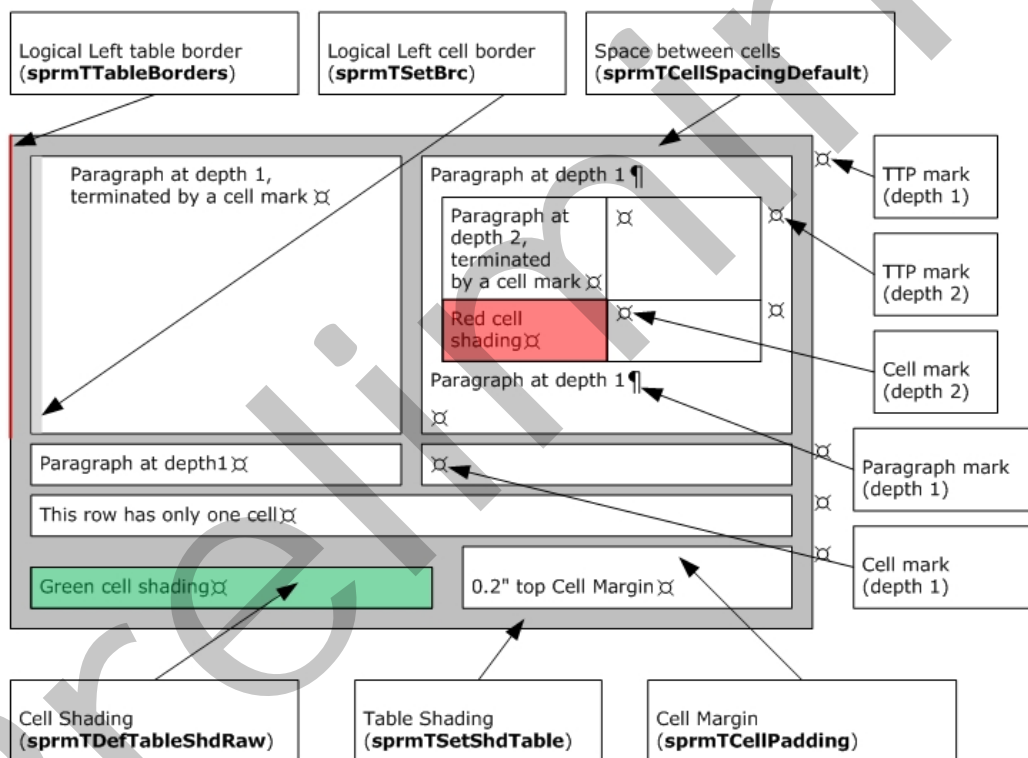 Logical Left table border
(sprmTTableBorders)
Logical Left cell border
(sprmTSetBrc)
Space between cells
(sprmTCellSpacingDefault)
Paragraph at depth 1,
terminated by a cell mark ¤
Paragraph at depth 1¶
Paragraph at
depth 2,
terminated
by a cell mark ¤
¤
¤
Red cell
shading¤
¤
¤
Paragraph at depth 1¶
¤
¤
TTP mark
(depth 1)
TTP mark
(depth 2)
Cell mark
(depth 2)
Paragraph at depth1¤
¤
¤
Paragraph mark
(depth 1)
This row has only one cell¤
¤
Green cell shading¤
0.2" top Cell Margin¤
¤
Cell mark
(depth 1)
Cell Shading
(sprmTDefTableShdRaw)
Table Shading
(sprmTSetShdTable)
Cell Margin
(sprmTCellPadding)
preliminar